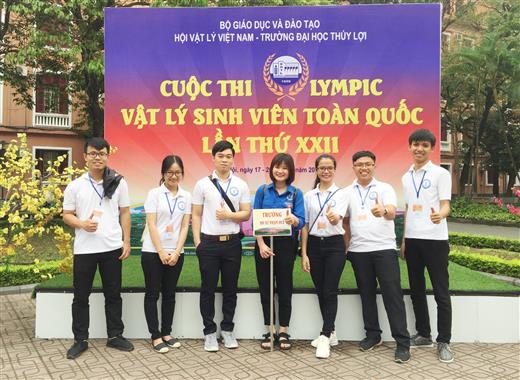 BỘ GIÁO DỤC VÀ ĐÀO TẠO
HỘI VẬT LÝ VIỆT NAM - TRƯỜNG ĐẠI HỌC THỦY LỢI
CUỘC THI LYMPIC
VẬT LÝ SINH VIÊN TOÀN QUỐC
LẦN THỨ XXII
ngày 17 - 2
TRƯỜNG